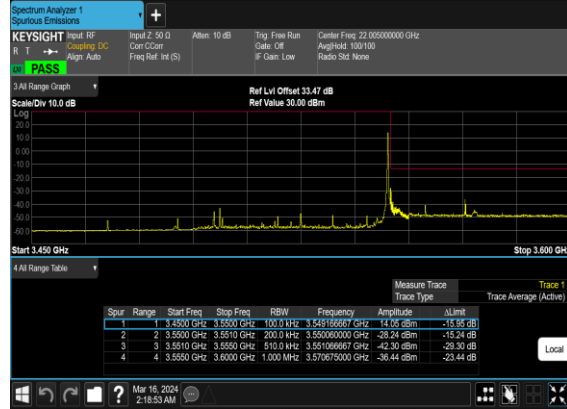 Spectrum Analyzer 1
Spurious Emissions
KEYSIGHT Input: RF Input Z: 50 Ω Atten: 10 dB Trig: Free Run Center Freq: 22.005000000 GHz
R T Coupling: DC Corr CCorr Gate: Off Avg|Hold: 100/100
Align: Auto Freq Ref: Int (S) IF Gain: Low Radio Std: None
PASS
3 All Range Graph
Ref Lvl Offset 33.47 dB
Scale/Div 10.0 dB Ref Value 30.00 dBm
Log
20.0
10.0
0.00
-10.0
-20.0
-30.0
-40.0
-50.0
-60.0
Start 3.450 GHz Stop 3.600 GHz
4 All Range Table
Measure Trace Trace 1
Trace Type Trace Average (Active)
Spur Range Start Freq Stop Freq RBW Frequency Amplitude ΔLimit
1 1 3.4500 GHz 3.5500 GHz 100.0 kHz 3.549166667 GHz 14.05 dBm -15.95 dB
2 2 3.5500 GHz 3.5510 GHz 200.0 kHz 3.550060000 GHz -28.24 dBm -15.24 dB
3 3 3.5510 GHz 3.5550 GHz 510.0 kHz 3.551066667 GHz -42.30 dBm -29.30 dB
4 4 3.5550 GHz 3.6000 GHz 1.000 MHz 3.570675000 GHz -36.44 dBm -23.44 dB
Local
?
Mar 16, 2024
2:18:53 AM